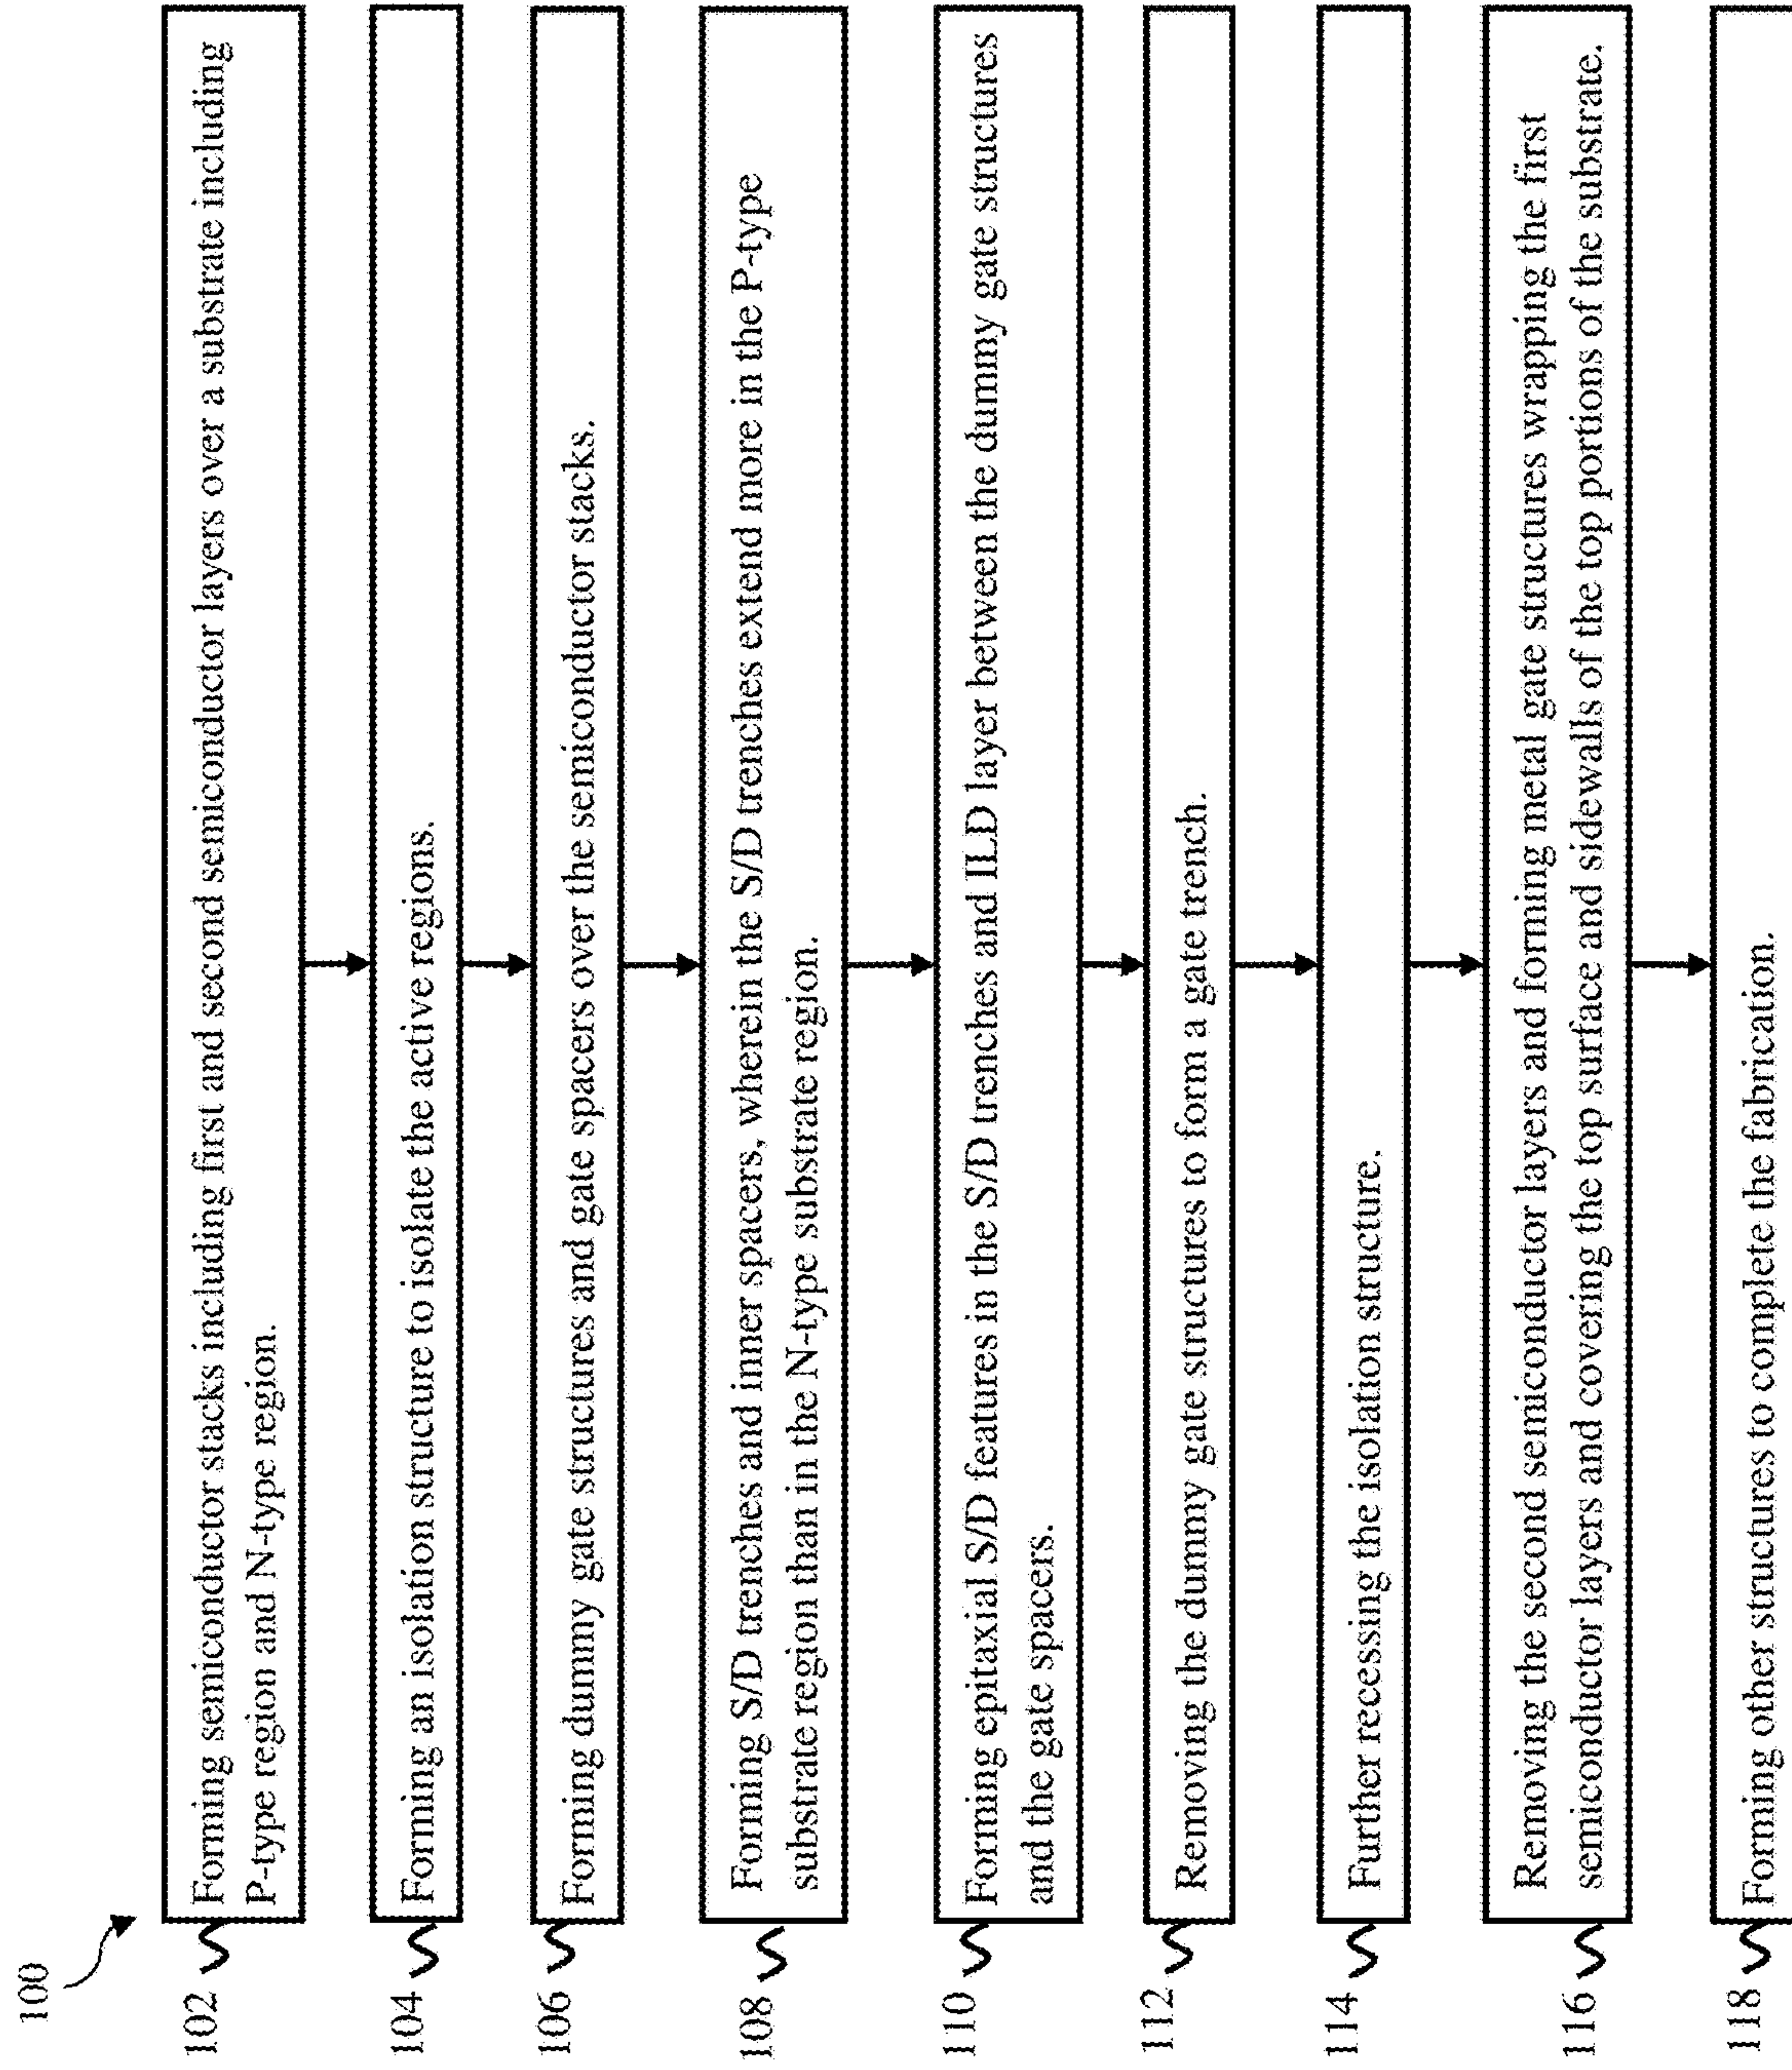 100
102
Forming semiconductor stacks including first and second semiconductor layers over a substrate including
P-type region and N-type region.
104
Forming an isolation structure to isolate the active regions.
106
Forming dummy gate structures and gate spacers over the semiconductor stacks.
108
Forming S/D trenches and inner spacers, wherein the S/D trenches extend more in the P-type
substrate region than in the N-type substrate region.
110
Forming epitaxial S/D features in the S/D trenches and ILD layer between the dummy gate structures
and the gate spacers.
112
Removing the dummy gate structures to form a gate trench.
114
Further recessing the isolation structure.
116
Removing the second semiconductor layers and forming metal gate structures wrapping the first
semiconductor layers and covering the top surface and sidewalls of the top portions of the substrate.
118
Forming other structures to complete the fabrication.